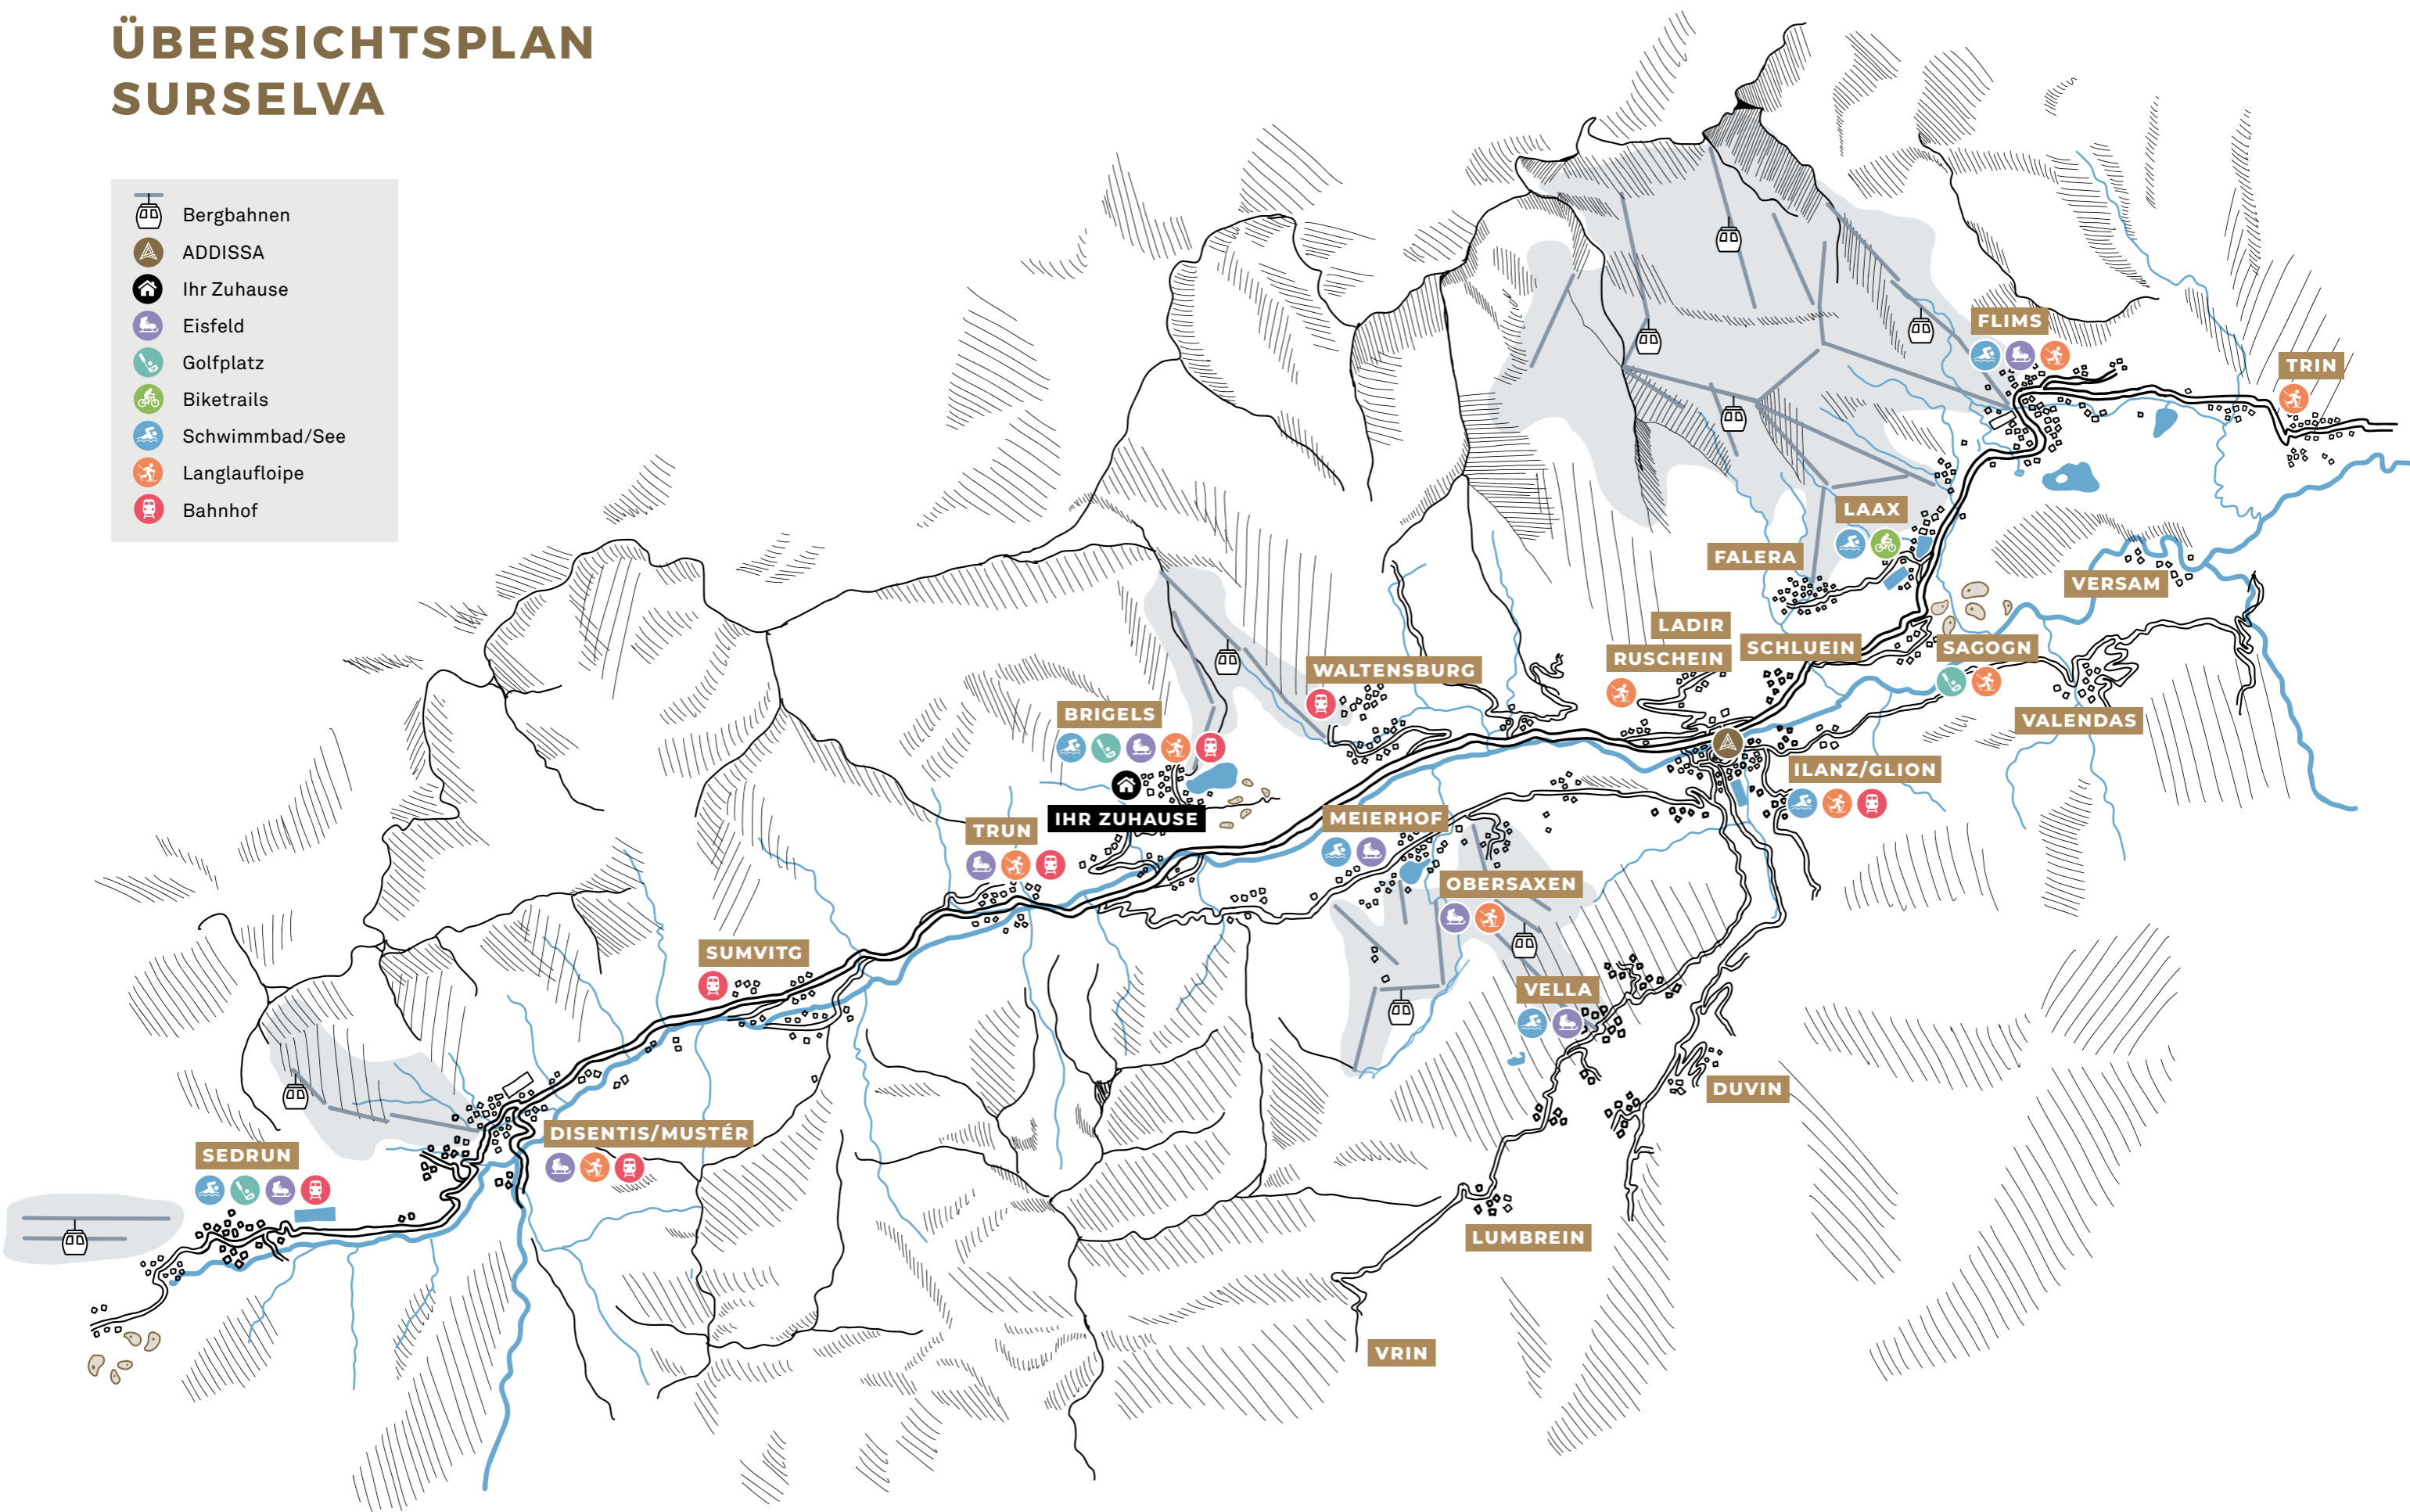 ÜBERSICHTSPLAN
SURSELVA
Bergbahnen
ADDISSA
Ihr Zuhause
Eisfeld
Golfplatz
Biketrails
Schwimmbad/See
Langlaufloipe
Bahnhof
FLIMS
TRIN
LAAX
FALERA
VERSAM
LADIR
RUSCHEIN
SCHLUEIN
SAGOGN
WALTENSBURG
BRIGELS
VALENDAS
ILANZ/GLION
IHR ZUHAUSE
MEIERHOF
TRUN
OBERSAXEN
SUMVITG
VELLA
DUVIN
DISENTIS/MUSTÉR
SEDRUN
LUMBREIN
VRIN